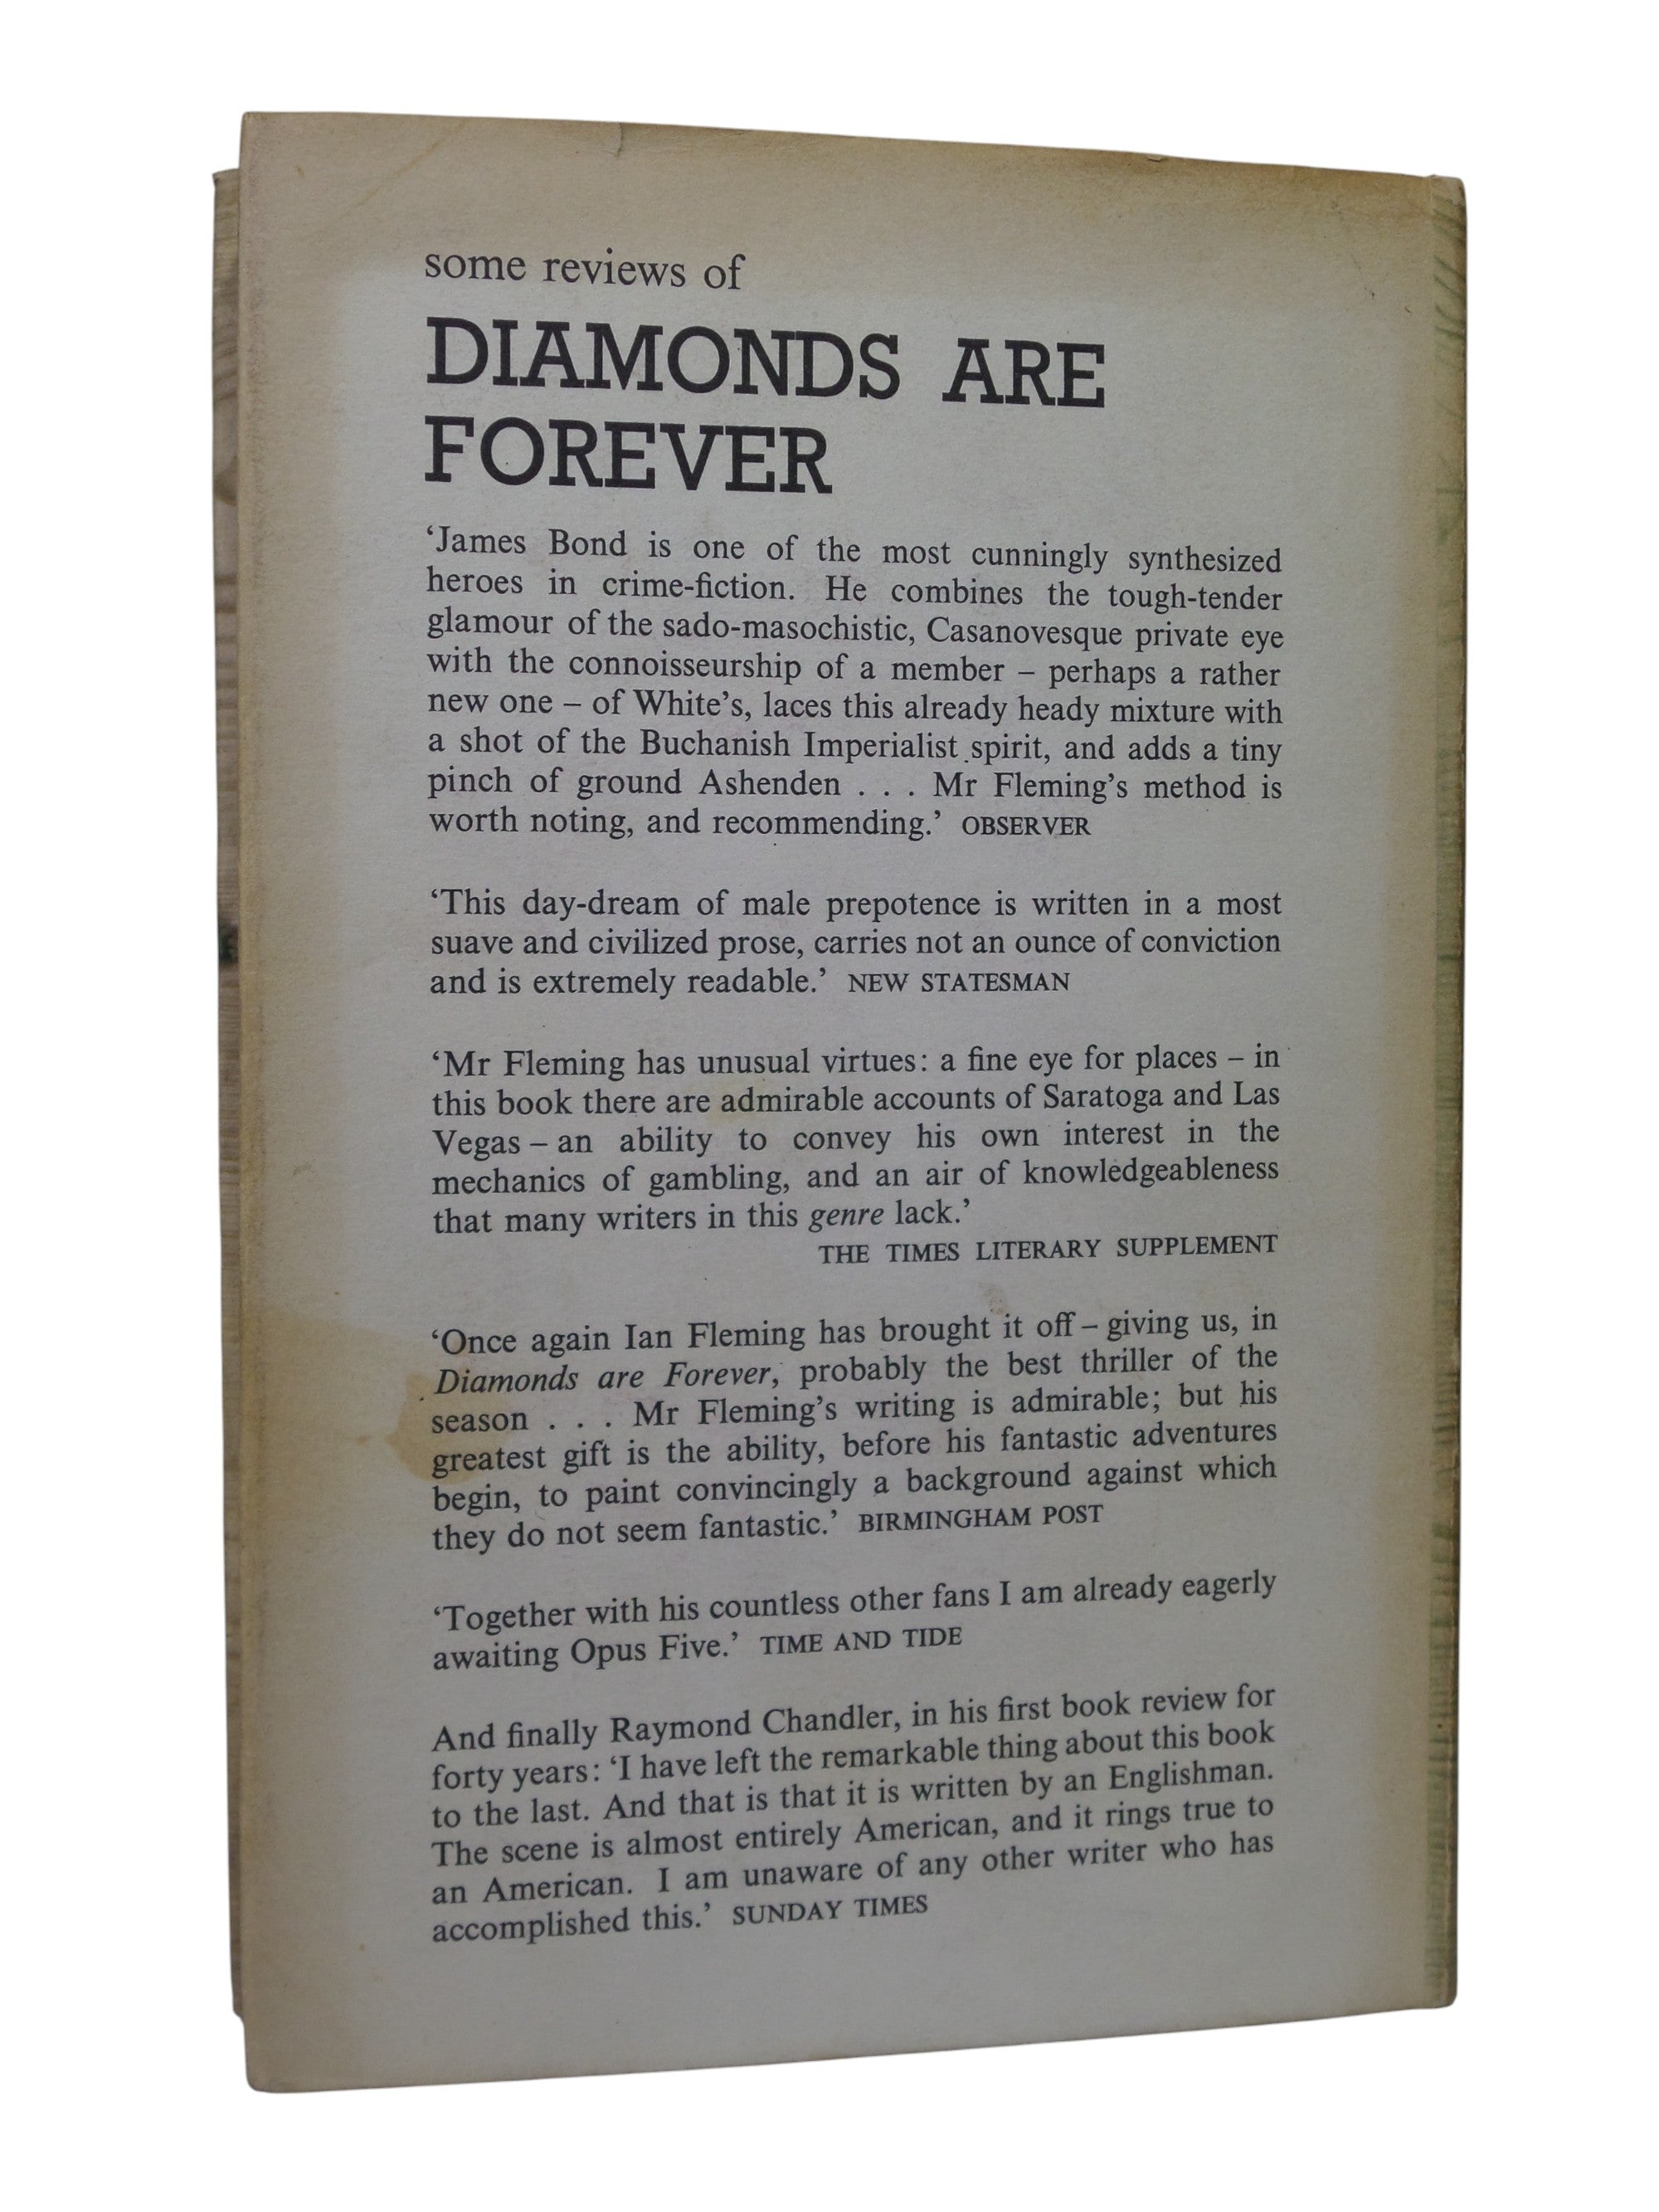 some reviews of
DIAMONDS ARE
FOREVER
‘James Bond is one of the most cunningly synthesized
heroes in crime-fiction. He combines the tough-tender
glamour of the sado-masochistic, Casanovesque private eye
with the connoisseurship of a member – perhaps a rather
new one – of White’s, laces this already heady mixture with
a shot of the Buchanish Imperialist spirit, and adds a tiny
pinch of ground Ashenden . . . Mr Fleming’s method is
worth noting, and recommending.’ OBSERVER
‘This day-dream of male prepotence is written in a most
suave and civilized prose, carries not an ounce of conviction
and is extremely readable.’ NEW STATESMAN
‘Mr Fleming has unusual virtues: a fine eye for places – in
this book there are admirable accounts of Saratoga and Las
Vegas – an ability to convey his own interest in the
mechanics of gambling, and an air of knowledgeableness
that many writers in this genre lack.’
THE TIMES LITERARY SUPPLEMENT
‘Once again Ian Fleming has brought it off – giving us, in
Diamonds are Forever, probably the best thriller of the
season . . . Mr Fleming’s writing is admirable; but his
greatest gift is the ability, before his fantastic adventures
begin, to paint convincingly a background against which
they do not seem fantastic.’ BIRMINGHAM POST
‘Together with his countless other fans I am already eagerly
awaiting Opus Five.’ TIME AND TIDE
And finally Raymond Chandler, in his first book review for
forty years: ‘I have left the remarkable thing about this book
to the last. And that is that it is written by an Englishman.
The scene is almost entirely American, and it rings true to
an American. I am unaware of any other writer who has
accomplished this.’ SUNDAY TIMES